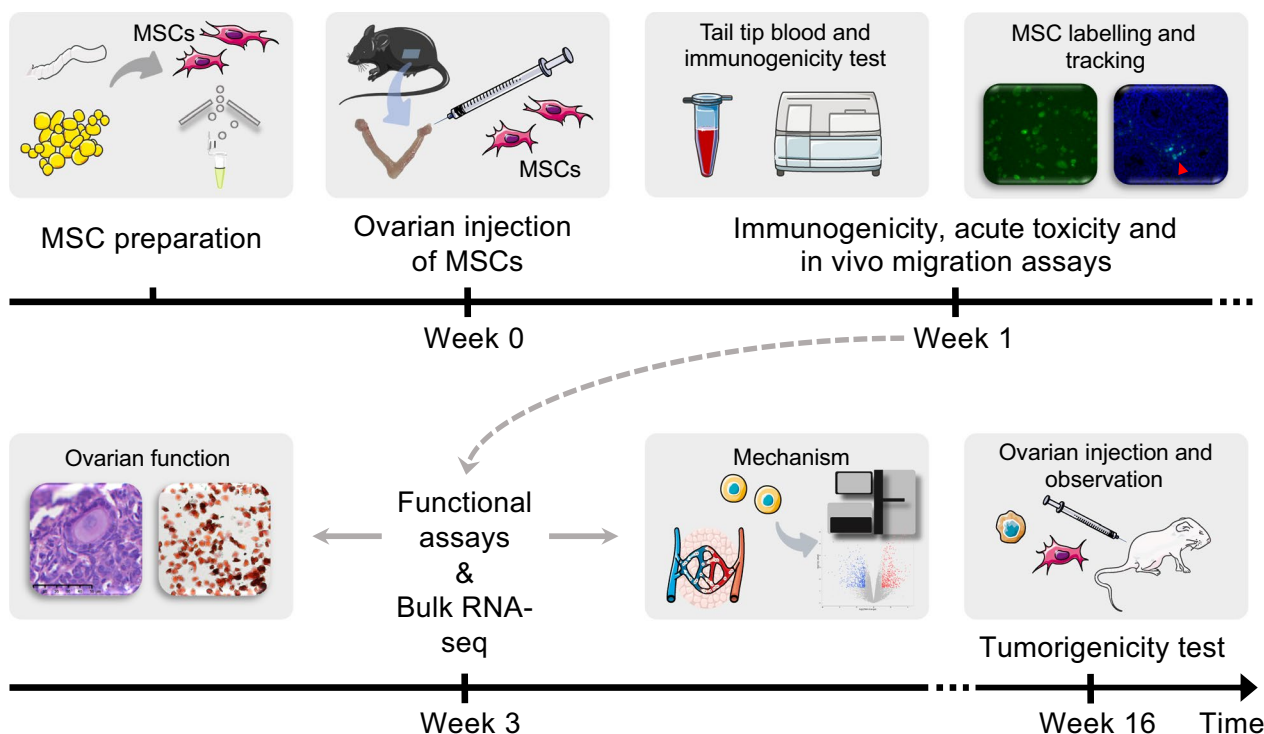 MSCs
MSC preparation
MSCs
Ovarian injection
of MSCs
Tail tip blood and
immunogenicity test
MSC labelling and
tracking
Immunogenicity, acute toxicity and
in vivo migration assays
Week 0
Week 1
Ovarian function
Functional
assays
&
Bulk RNA-
seq
Mechanism
Ovarian injection and
observation
Tumorigenicity test
Week 3
Week 16
Time